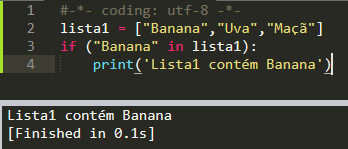 1 #-*- coding: utf-8 -*-
2 lista1 = ["Banana","Uva","Maçã"]
3 if ("Banana" in lista1):
4     print('Lista1 contém Banana')
Lista1 contém Banana
[Finished in 0.1s]